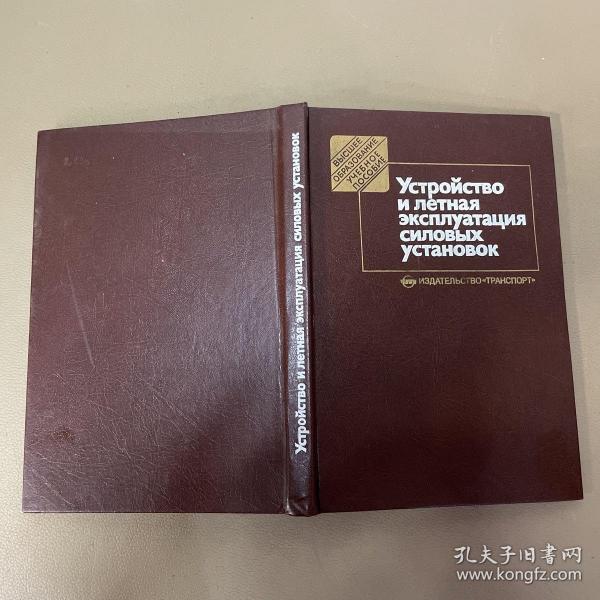 Устройство и летная эксплуатация силовых установок
ВЫСШЕЕ
ОБРАЗОВАНИЕ
УЧЕБНОЕ
ПОСОБИЕ
Устройство
и летная
эксплуатация
силовых
установок
ИЗДАТЕЛЬСТВО «ТРАНСПОРТ»
孔夫子旧书网
www.kongfz.com